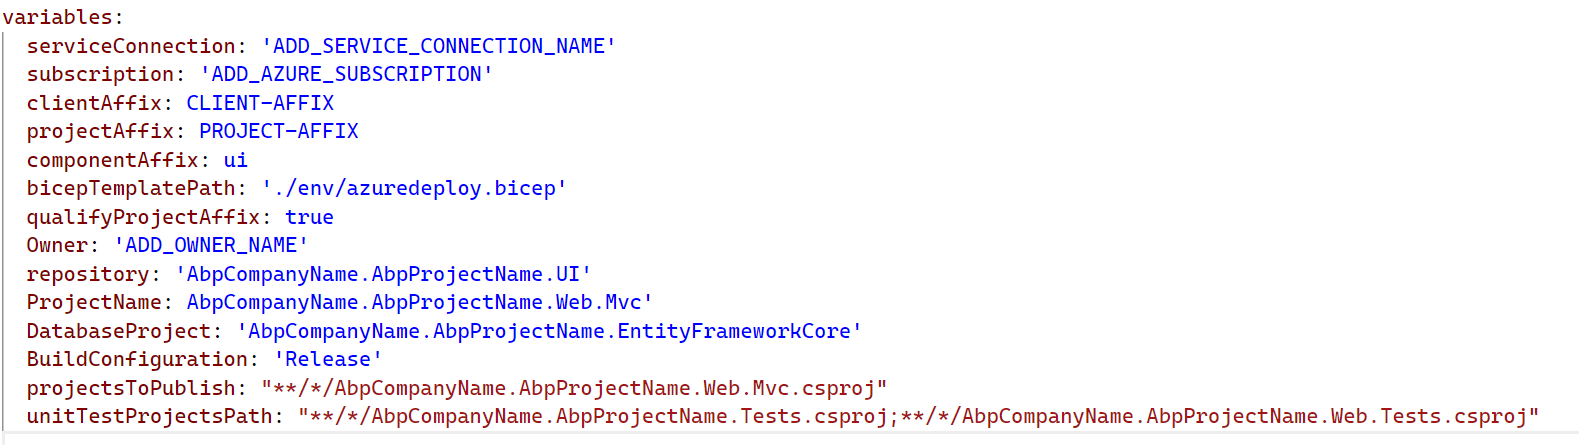 variables:
serviceConnection: 'ADD_SERVICE_CONNECTION_NAME'
subscription: 'ADD_AZURE_SUBSCRIPTION'
clientAffix: CLIENT-AFFIX
projectAffix: PROJECT-AFFIX
componentAffix: ui
bicepTemplatePath: './env/azuredeploy.bicep'
qualifyProjectAffix: true
Owner: 'ADD_OWNER_NAME'
repository: 'AbpCompanyName.AbpProjectName.UI'
ProjectName: AbpCompanyName.AbpProjectName.Web.Mvc'
DatabaseProject: 'AbpCompanyName.AbpProjectName.EntityFrameworkCore'
BuildConfiguration: 'Release'
projectsToPublish: "**/*/AbpCompanyName.AbpProjectName.Web.Mvc.csproj"
unitTestProjectsPath: "**/*/AbpCompanyName.AbpProjectName.Tests.csproj;**/*/AbpCompanyName.AbpProjectName.Web.Tests.csproj"